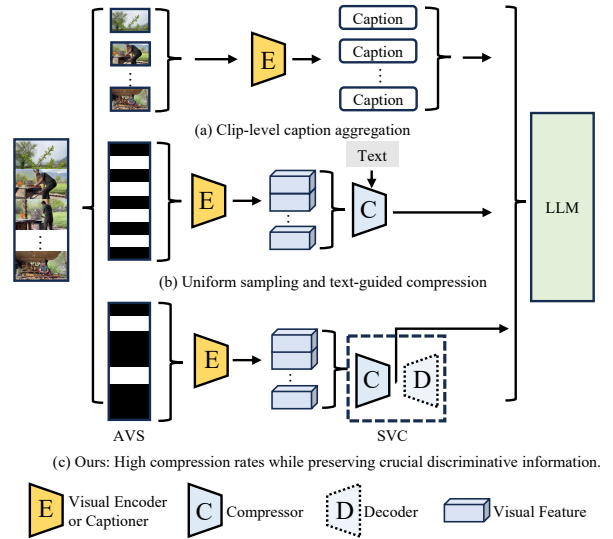 E
Caption
Caption
Caption
(a) Clip-level caption aggregation
Text
E
C
LLM
(b) Uniform sampling and text-guided compression
E
C
D
AVS
SVC
(c) Ours: High compression rates while preserving crucial discriminative information.
E
Visual Encoder
or Captioner
C
Compressor
D
Decoder
Visual Feature